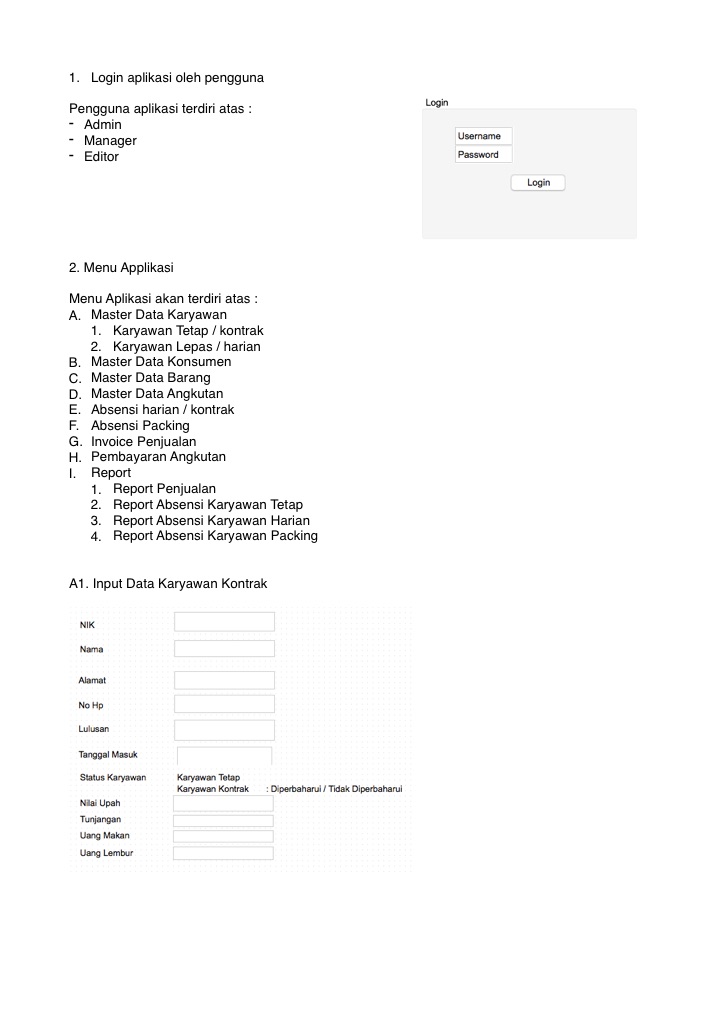 1. Login aplikasi oleh pengguna
Pengguna aplikasi terdiri atas :
- Admin
- Manager
- Editor
Login
Username
Password
Login
2. Menu Applikasi
Menu Aplikasi akan terdiri atas :
A. Master Data Karyawan
1. Karyawan Tetap / kontrak
2. Karyawan Lepas / harian
B. Master Data Konsumen
C. Master Data Barang
D. Master Data Angkutan
E. Absensi harian / kontrak
F. Absensi Packing
G. Invoice Penjualan
H. Pembayaran Angkutan
I. Report
1. Report Penjualan
2. Report Absensi Karyawan Tetap
3. Report Absensi Karyawan Harian
4. Report Absensi Karyawan Packing
A1. Input Data Karyawan Kontrak
NIK
Nama
Alamat
No Hp
Lulusan
Tanggal Masuk
Status Karyawan Karyawan Tetap
Karyawan Kontrak : Diperbaharui / Tidak Diperbaharui
Nilai Upah
Tunjangan
Uang Makan
Uang Lembur